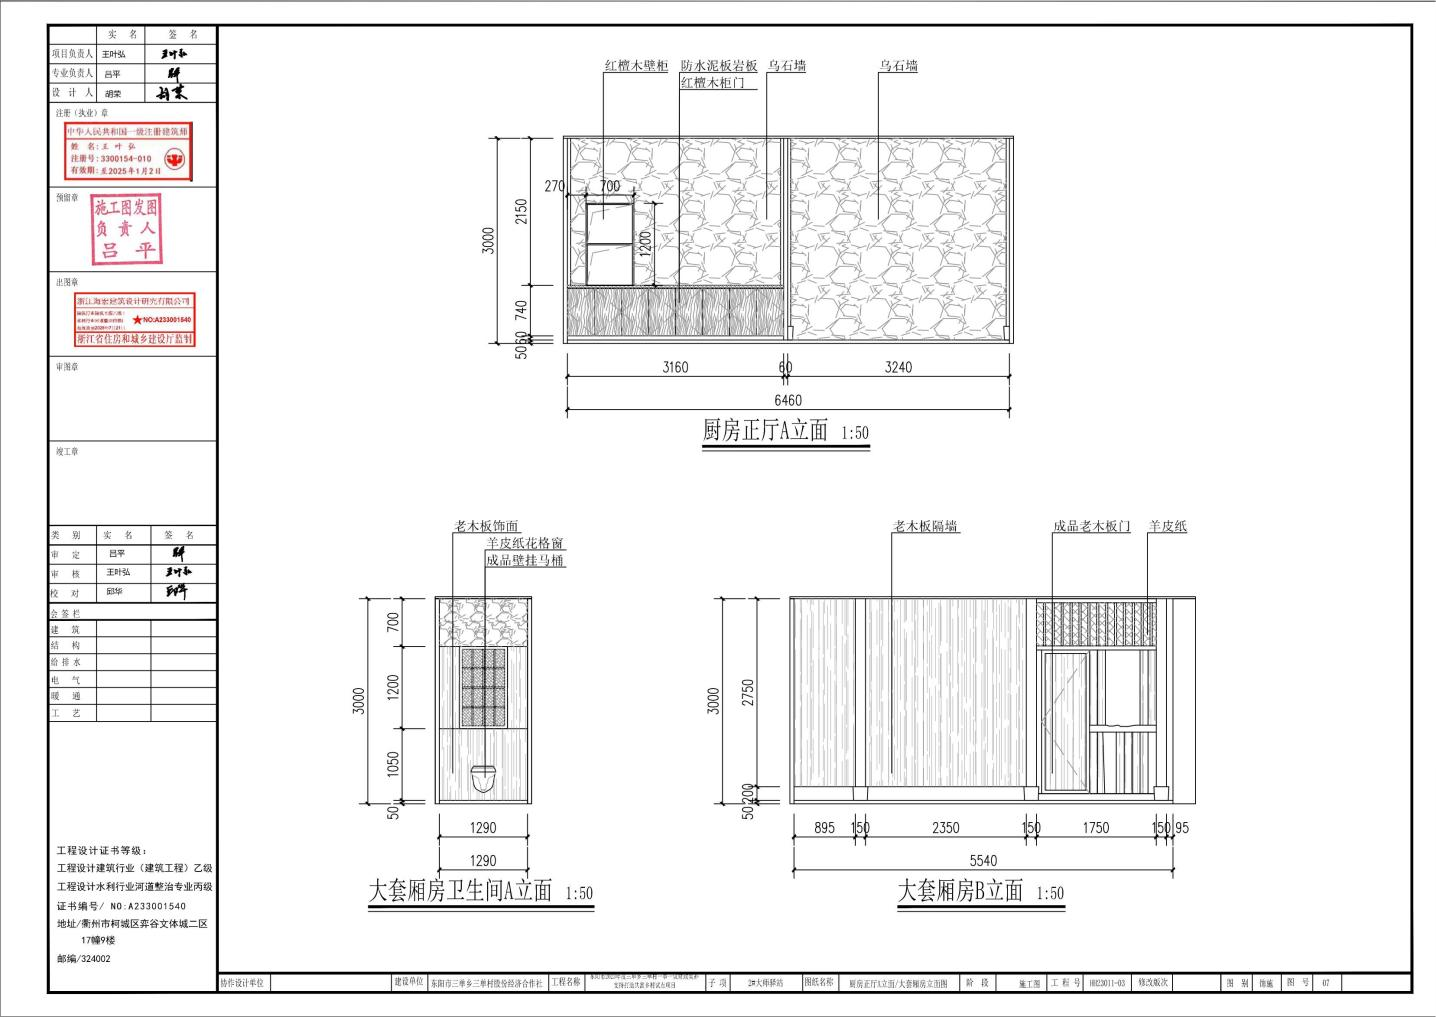 实 名 签 名
项目负责人 王叶弘 王叶弘
专业负责人 吕平
设 计 人 胡荣 胡荣
注册（执业）章
中华人民共和国一级注册建筑师
姓 名:王 叶 弘
注册号:3300154-010
有效期:至2025年1月2日
预留章
施工图发图
负 责 人
吕 平
出图章
浙江海宏建筑设计研究有限公司
★NO:A233001540
浙江省住房和城乡建设厅监制
审图章
竣工章
类 别 实 名 签 名
审 定 吕平
审 核 王叶弘 王叶弘
校 对 邱华 邱华
会签栏
建 筑
结 构
给排水
电 气
暖 通
工 艺
工程设计证书等级:
工程设计建筑行业（建筑工程）乙级
工程设计水利行业河道整治专业丙级
证书编号/ NO:A233001540
地址/衢州市柯城区弈谷文体城二区
17幢9楼
邮编/324002
红檀木壁柜 防水泥板岩板 乌石墙 乌石墙
红檀木柜门
270 700
2150
3000
1200
740
60
50
3160 60 3240
6460
厨房正厅A立面 1:50
老木板饰面
羊皮纸花格窗
成品壁挂马桶
700
1200
3000
1050
50
1290
1290
大套厢房卫生间A立面 1:50
老木板隔墙 成品老木板门 羊皮纸
2750
3000
200
50
895 150 2350 150 1750 150 95
5540
大套厢房B立面 1:50
协作设计单位 建设单位 东阳市三单乡三单村股份经济合作社 工程名称 子 项 2#大师驿站 图纸名称 厨房正厅A立面/大套厢房立面图 阶 段 施工图 工 程 号 HH23011-03 修改版次 图 别 饰施 图 号 07